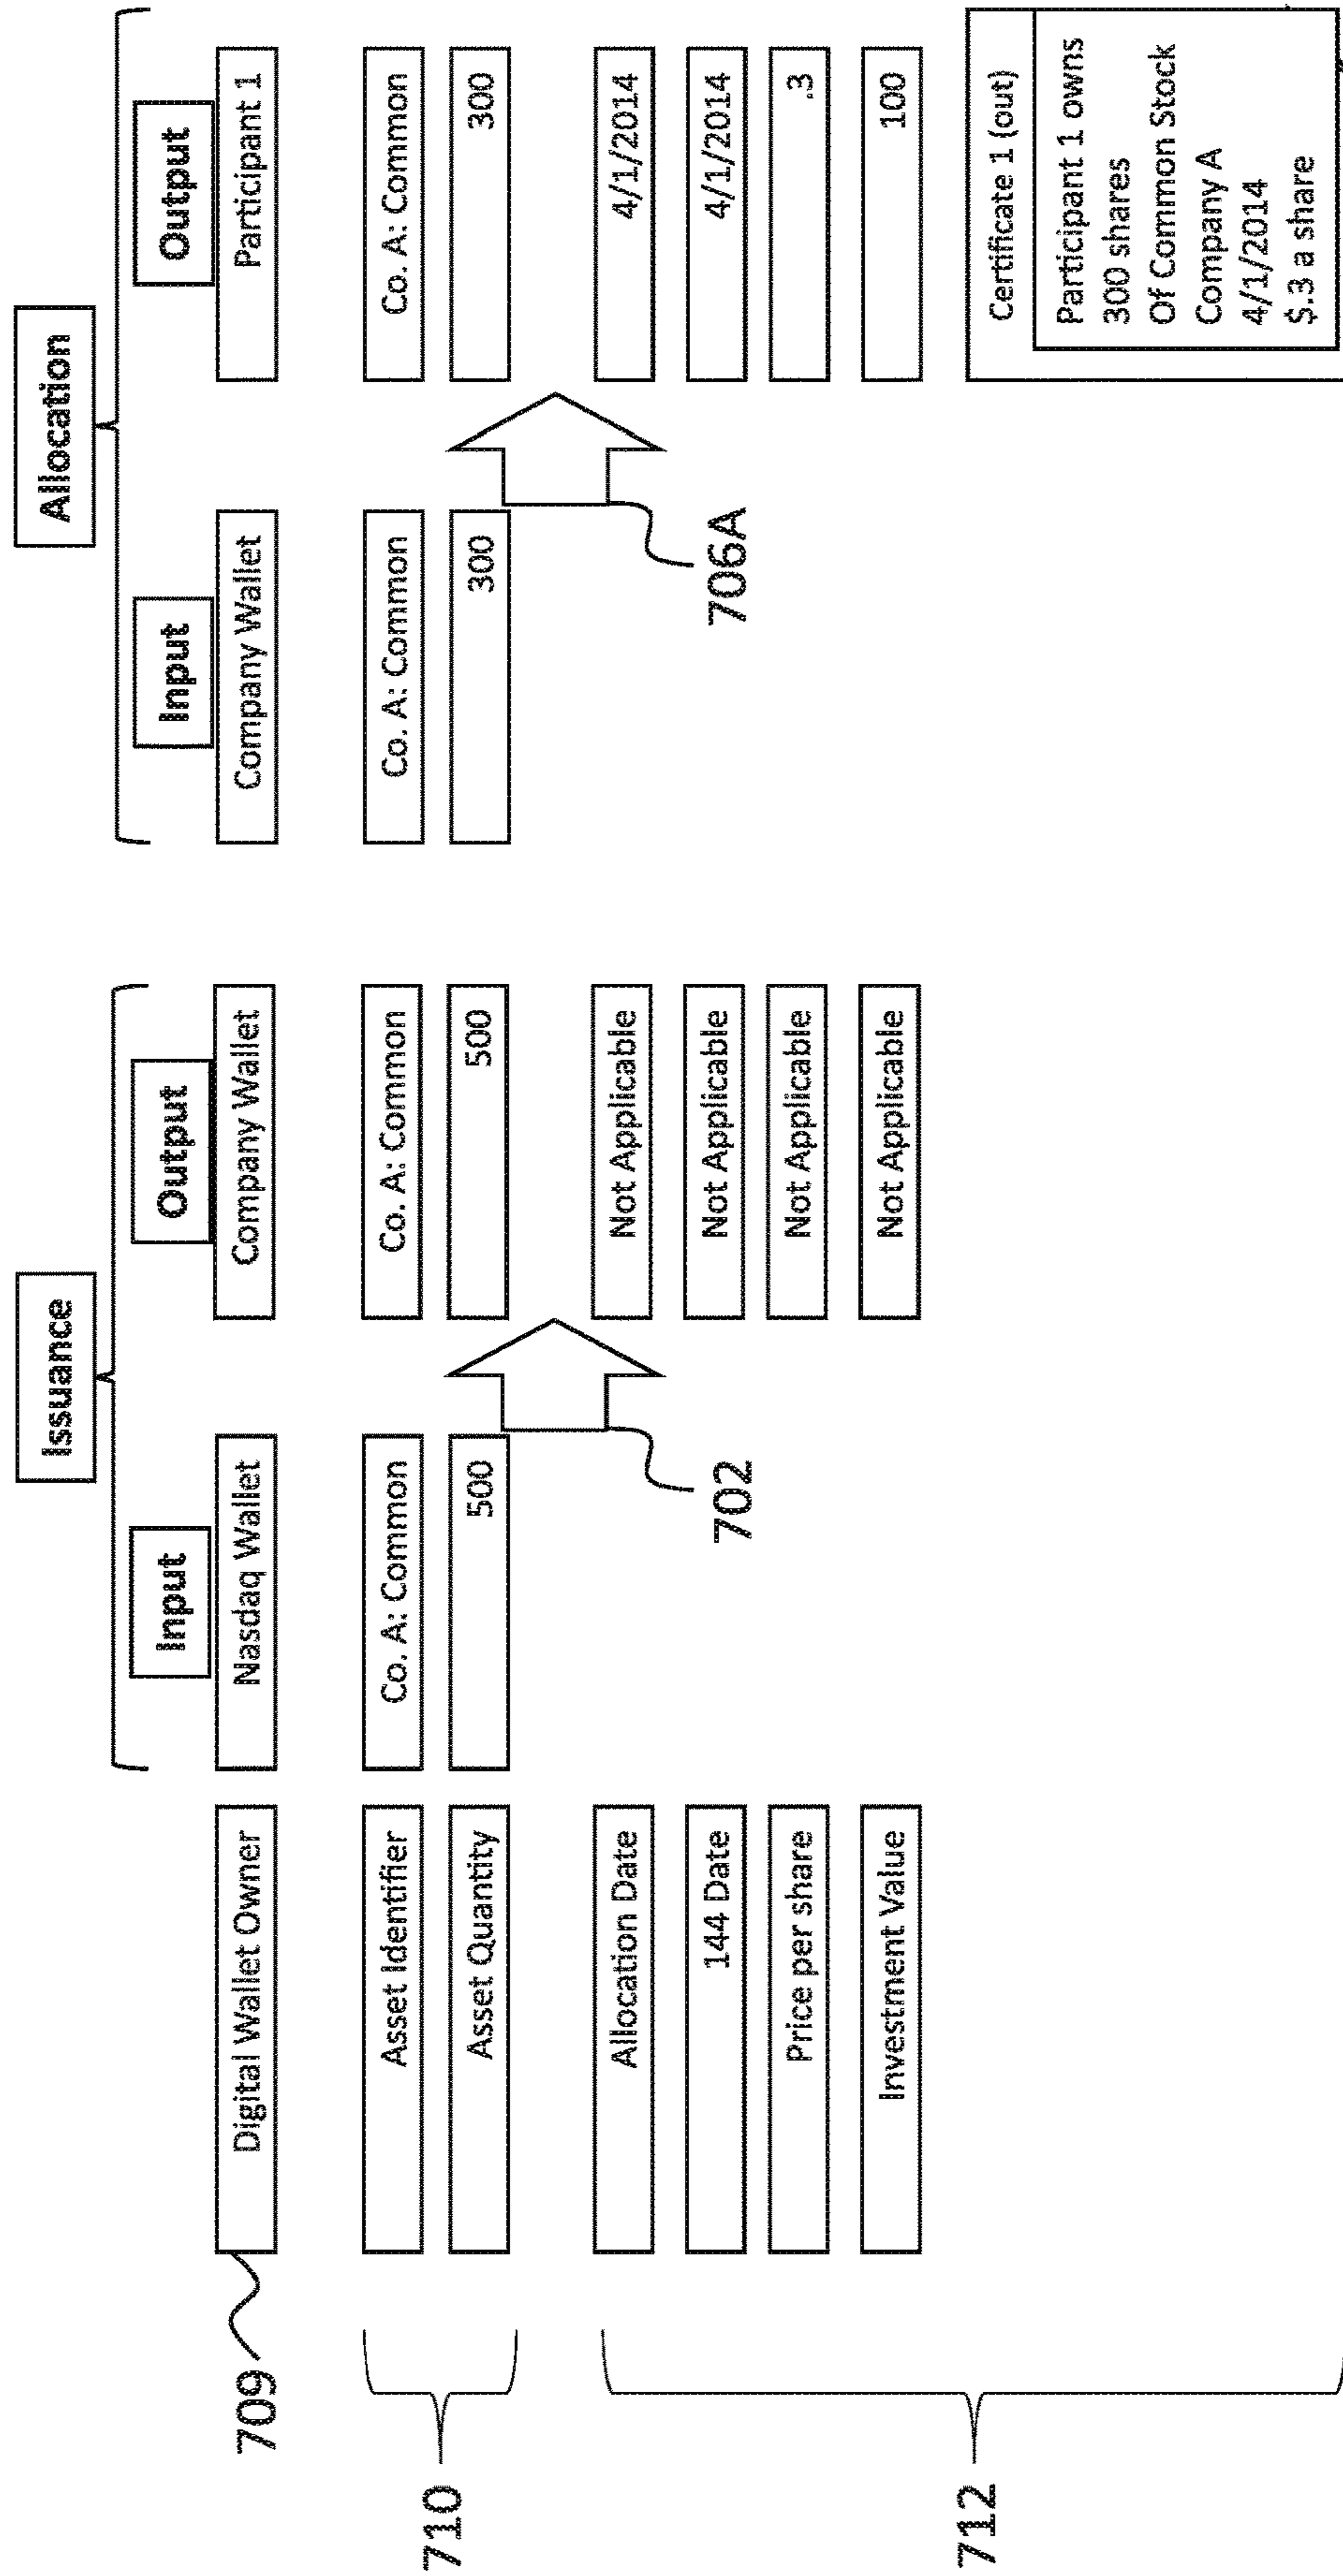 Issuance
Allocation
Input
Output
Input
Output
709
Digital Wallet Owner
Nasdaq Wallet
Company Wallet
Company Wallet
Participant 1
710
Asset Identifier
Co. A: Common
Co. A: Common
Co. A: Common
Co. A: Common
Asset Quantity
500
500
300
300
702
706A
712
Allocation Date
Not Applicable
4/1/2014
144 Date
Not Applicable
4/1/2014
Price per share
Not Applicable
.3
Investment Value
Not Applicable
100
Certificate 1 (out)
Participant 1 owns
300 shares
Of Common Stock
Company A
4/1/2014
$.3 a share